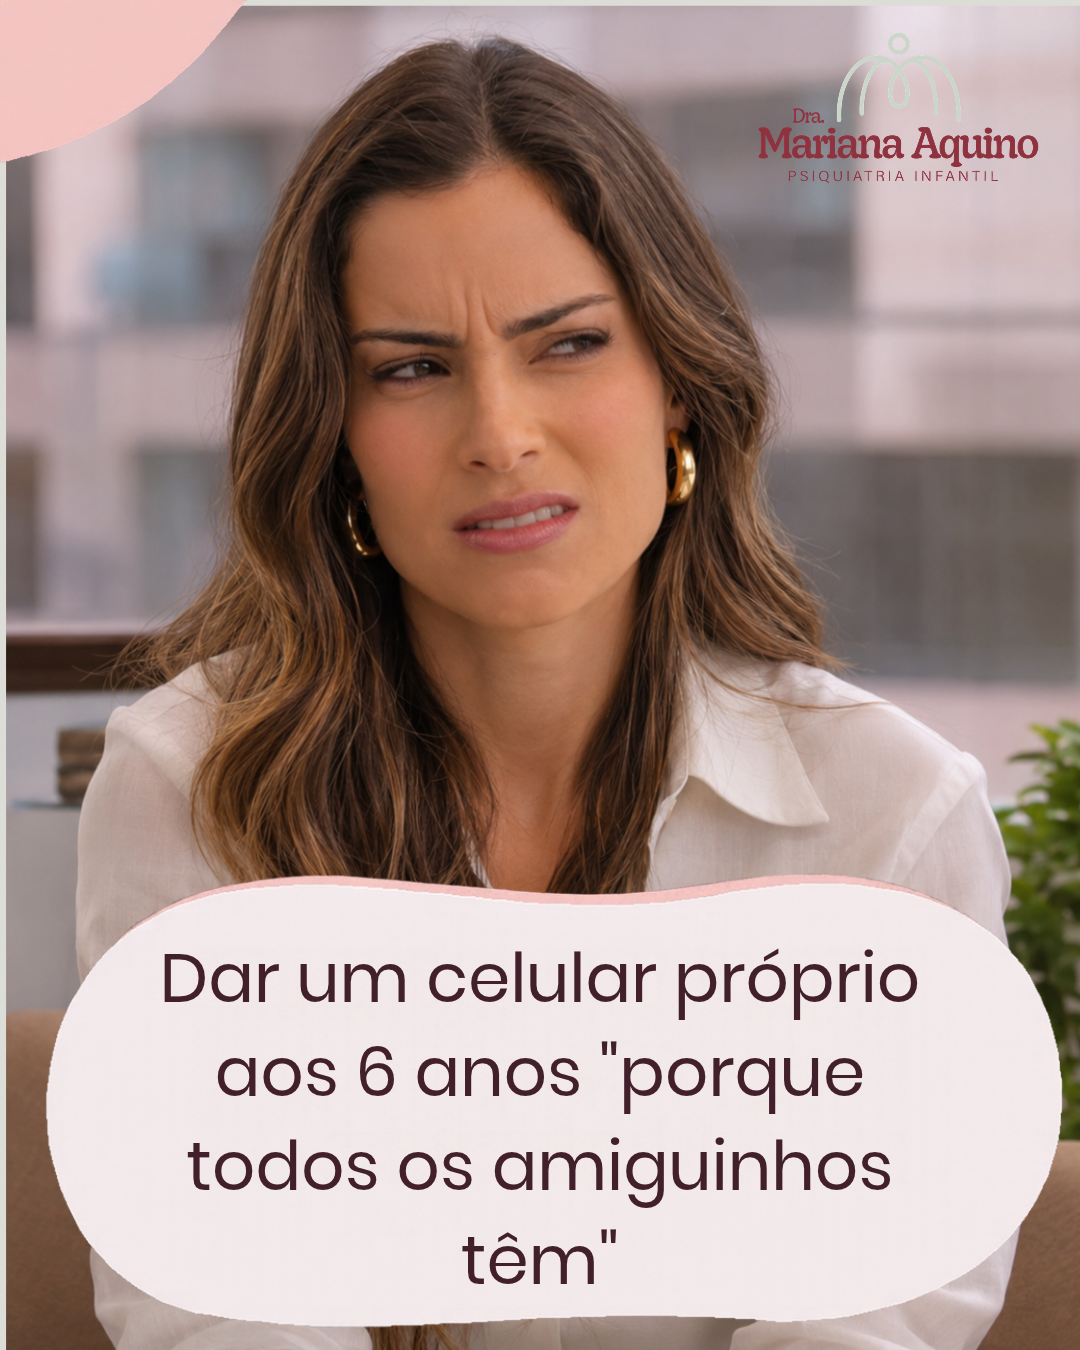 Dra.
Mariana Aquino
PSIQUIATRIA INFANTIL
Dar um celular próprio
aos 6 anos "porque
todos os amiguinhos
têm"